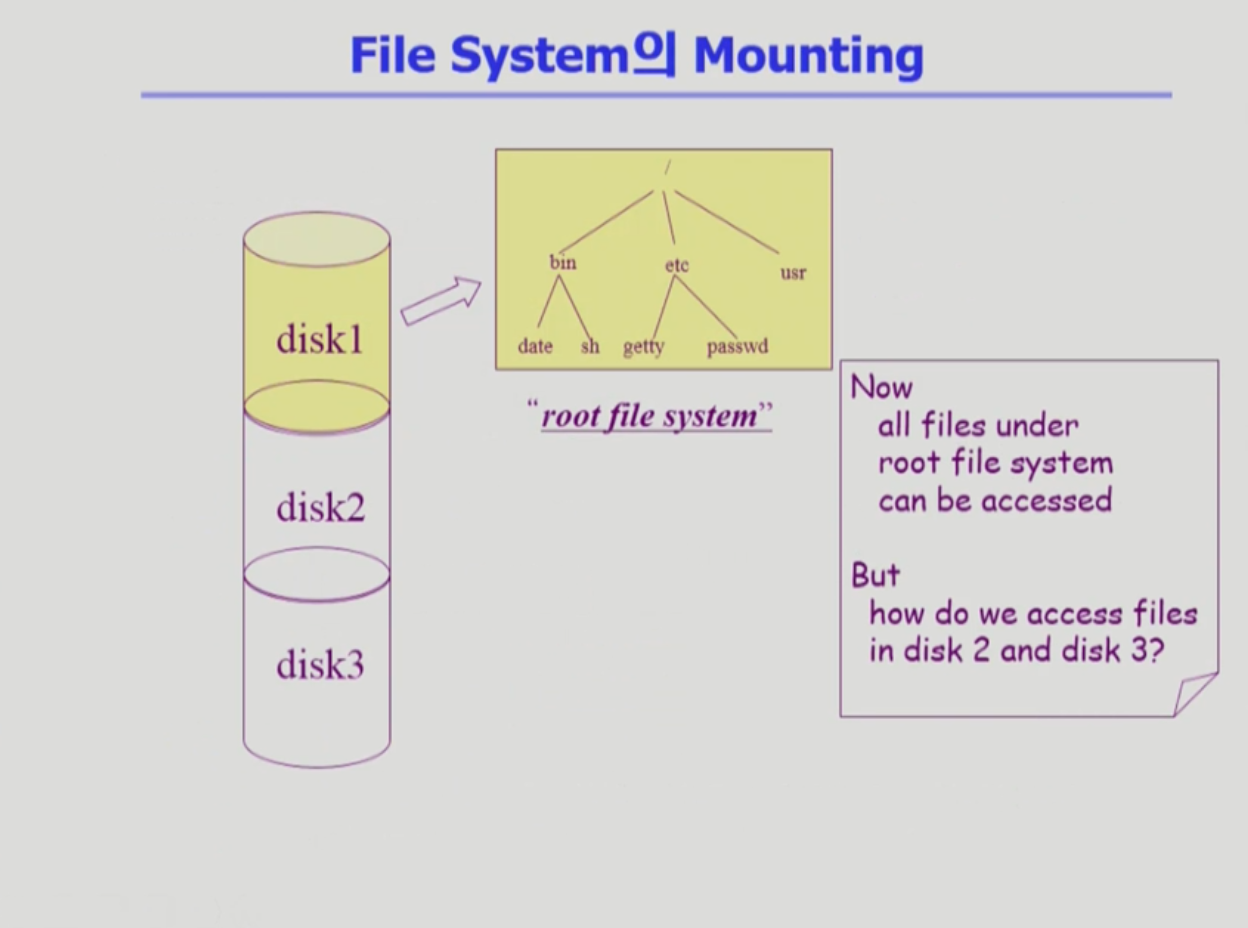 File System의 Mounting
/
bin etc usr
date sh getty passwd
disk1
"root file system"
disk2
disk3
Now
all files under
root file system
can be accessed
But
how do we access files
in disk 2 and disk 3?